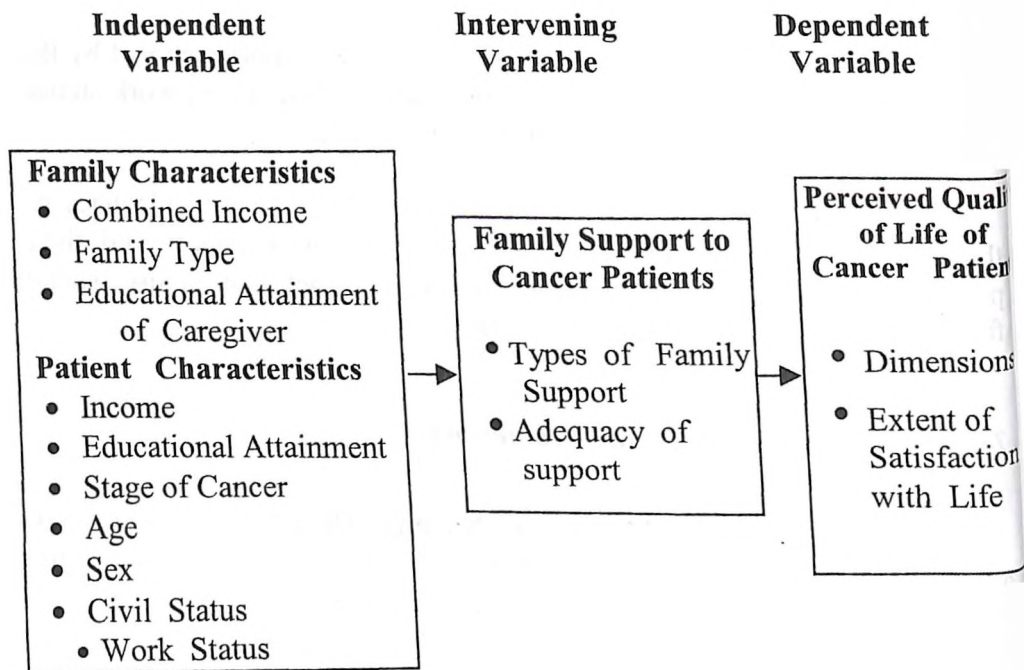 Independent
Variable
Intervening
Variable
Dependent
Variable
Family Characteristics
• Combined Income
• Family Type
• Educational Attainment
of Caregiver
Patient Characteristics
• Income
• Educational Attainment
• Stage of Cancer
• Age
• Sex
• Civil Status
• Work Status
Family Support to
Cancer Patients
• Types of Family
Support
• Adequacy of
support
Perceived Quali
of Life of
Cancer Patien
• Dimensions
• Extent of
Satisfaction
with Life